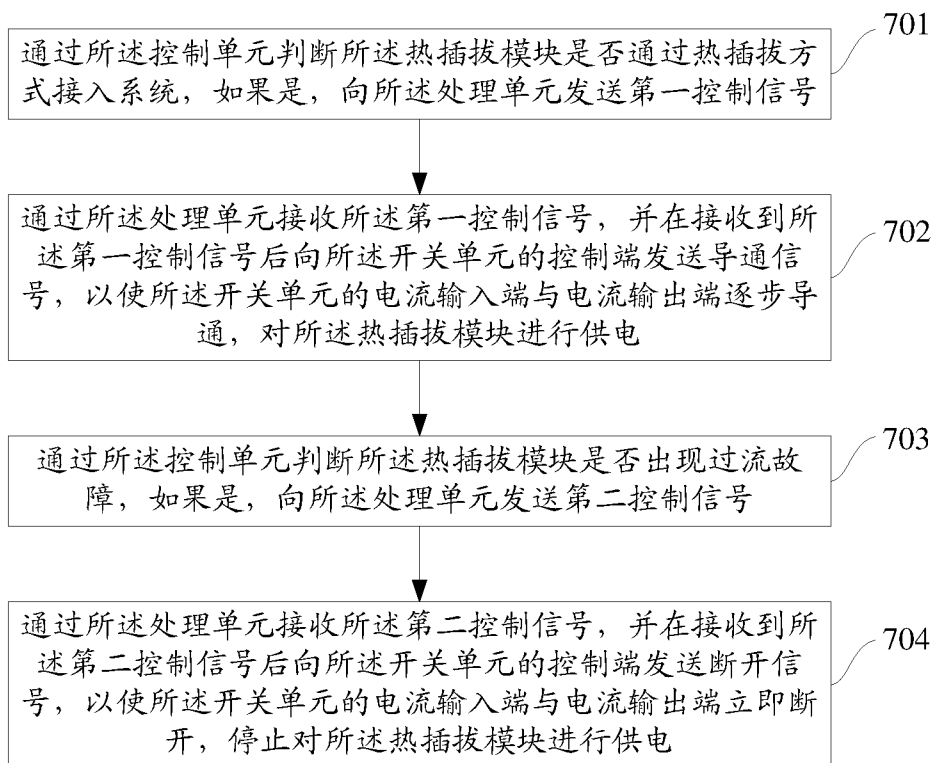 701
通过所述控制单元判断所述热插拔模块是否通过热插拔方
式接入系统，如果是，向所述处理单元发送第一控制信号
702
通过所述处理单元接收所述第一控制信号，并在接收到所
述第一控制信号后向所述开关单元的控制端发送导通信
号，以使所述开关单元的电流输入端与电流输出端逐步导
通，对所述热插拔模块进行供电
703
通过所述控制单元判断所述热插拔模块是否出现过流故
障，如果是，向所述处理单元发送第二控制信号
704
通过所述处理单元接收所述第二控制信号，并在接收到所
述第二控制信号后向所述开关单元的控制端发送断开信
号，以使所述开关单元的电流输入端与电流输出端立即断
开，停止对所述热插拔模块进行供电